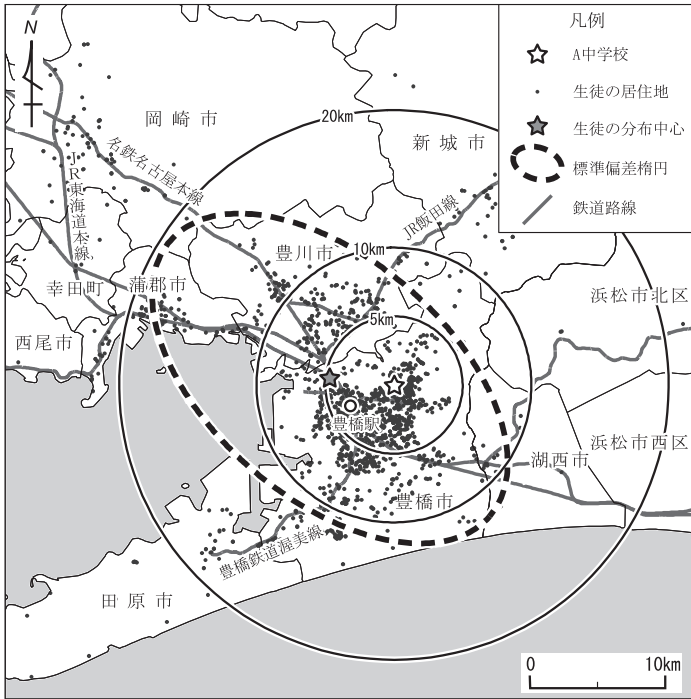 凡例
A中学校
生徒の居住地
生徒の分布中心
標準偏差楕円
鉄道路線
N
岡崎市
20km
新城市
名鉄名古屋本線
JR東海道本線
JR飯田線
豊川市
10km
幸田町
蒲郡市
浜松市北区
5km
西尾市
豊橋駅
湖西市
浜松市西区
豊橋市
豊橋鉄道渥美線
田原市
0 10km